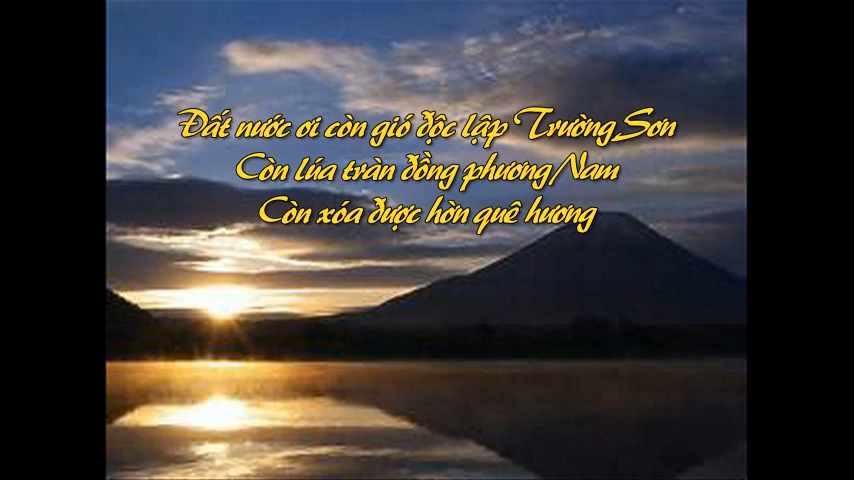 Đất nước ơi còn gió độc lập Trường Sơn
Còn lúa tràn đồng phương Nam
Còn xóa được hờn quê hương